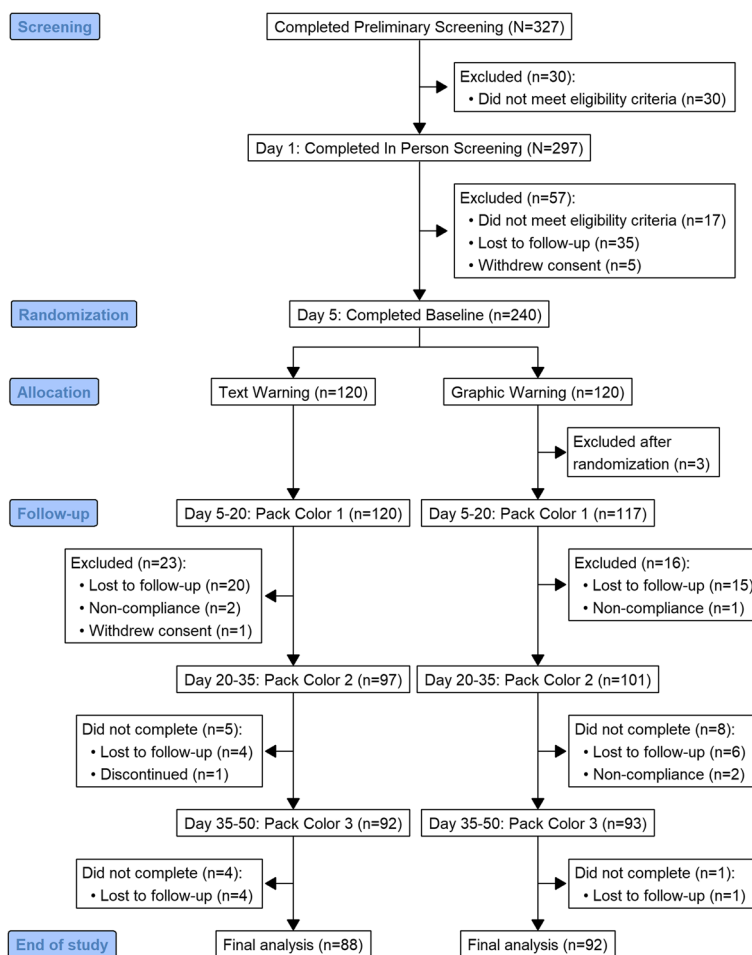 Screening
Completed Preliminary Screening (N=327)
Excluded (n=30):
• Did not meet eligibility criteria (n=30)
Day 1: Completed In Person Screening (N=297)
Excluded (n=57):
• Did not meet eligibility criteria (n=17)
• Lost to follow-up (n=35)
• Withdrew consent (n=5)
Randomization
Day 5: Completed Baseline (n=240)
Allocation
Text Warning (n=120)
Graphic Warning (n=120)
Excluded after
randomization (n=3)
Follow-up
Day 5-20: Pack Color 1 (n=120)
Day 5-20: Pack Color 1 (n=117)
Excluded (n=23):
• Lost to follow-up (n=20)
• Non-compliance (n=2)
• Withdrew consent (n=1)
Excluded (n=16):
• Lost to follow-up (n=15)
• Non-compliance (n=1)
Day 20-35: Pack Color 2 (n=97)
Day 20-35: Pack Color 2 (n=101)
Did not complete (n=5):
• Lost to follow-up (n=4)
• Discontinued (n=1)
Did not complete (n=8):
• Lost to follow-up (n=6)
• Non-compliance (n=2)
Day 35-50: Pack Color 3 (n=92)
Day 35-50: Pack Color 3 (n=93)
Did not complete (n=4):
• Lost to follow-up (n=4)
Did not complete (n=1):
• Lost to follow-up (n=1)
End of study
Final analysis (n=88)
Final analysis (n=92)